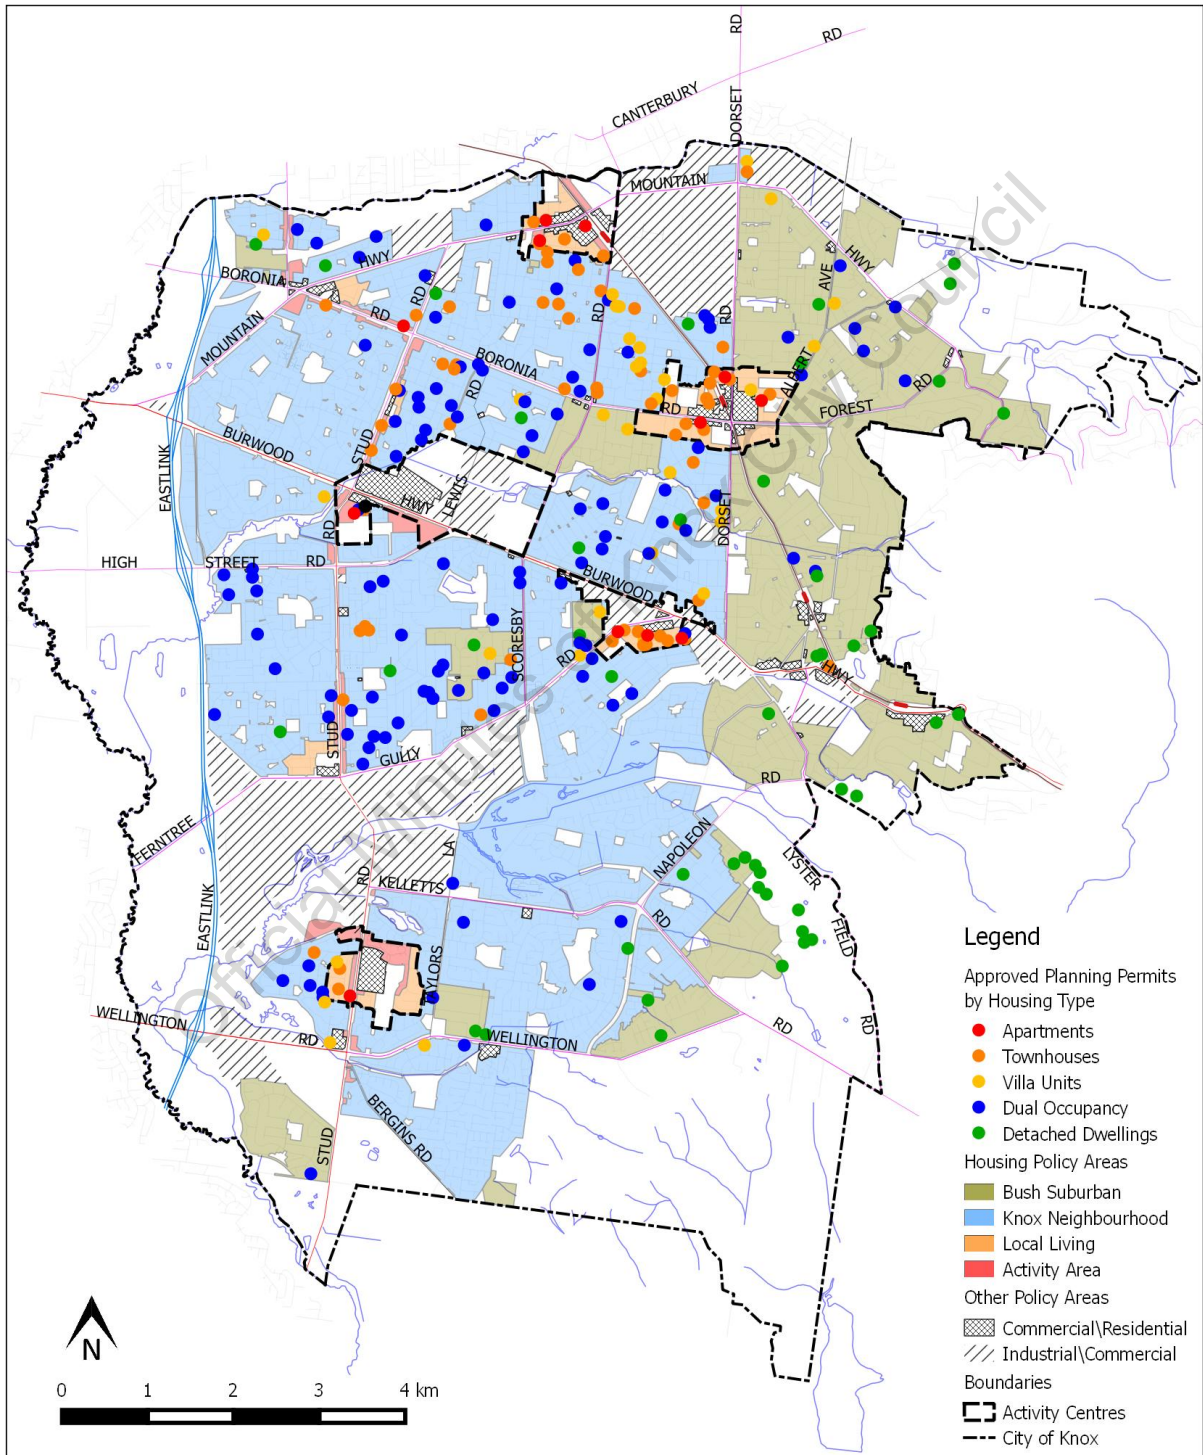 RD
RD
CANTERBURY
DORSET
MOUNTAIN
HWY
HWY
BORONIA
RD
AVE
RD
RD
RD
MOUNTAIN
BORONIA
RD
ALBERT
RD
RD
FOREST
BURWOOD
STUD
EASTLINK
LEWIS
HWY
RD
DORSET
HIGH
STREET
RD
BURWOOD
SCORESBY
RD
HWY
STUD
GULLY
RD
FERNTREE
NAPOLEON
LA
LYSTER
RD
KELLETTS
RD
EASTLINK
FIELD
TAYLORS
WELLINGTON
RD
WELLINGTON
RD
RD
BERGINS RD
STUD
Official Minutes of Knox City Council
Legend
Approved Planning Permits
by Housing Type
Apartments
Townhouses
Villa Units
Dual Occupancy
Detached Dwellings
Housing Policy Areas
Bush Suburban
Knox Neighbourhood
Local Living
Activity Area
Other Policy Areas
Commercial\Residential
Industrial\Commercial
Boundaries
Activity Centres
City of Knox
N
0 1 2 3 4 km